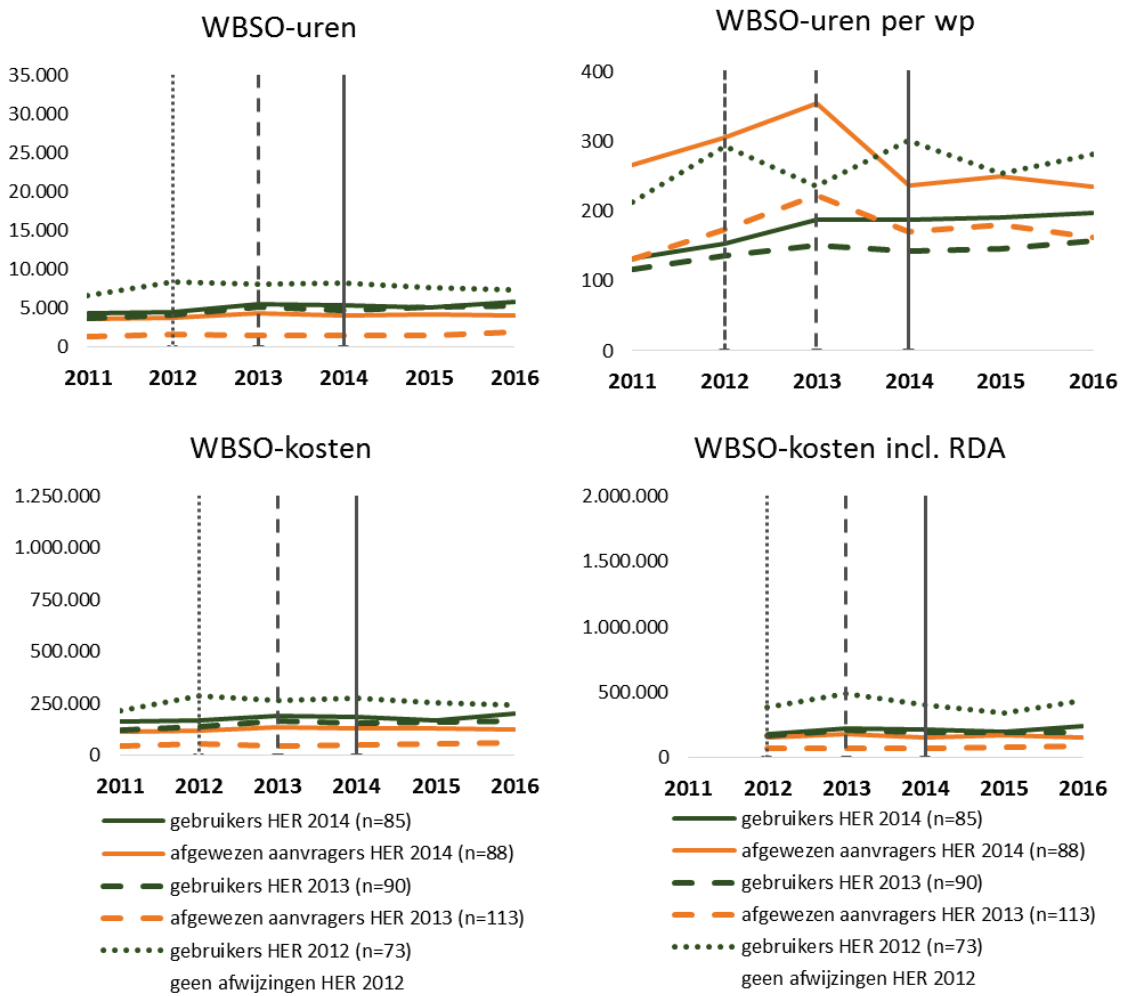 WBSO-uren
35.000
30.000
25.000
20.000
15.000
10.000
5.000
0
2011 2012 2013 2014 2015 2016
WBSO-uren per wp
400
300
200
100
0
2011 2012 2013 2014 2015 2016
WBSO-kosten
1.250.000
1.000.000
750.000
500.000
250.000
0
2011 2012 2013 2014 2015 2016
gebruikers HER 2014 (n=85)
afgewezen aanvragers HER 2014 (n=88)
gebruikers HER 2013 (n=90)
afgewezen aanvragers HER 2013 (n=113)
gebruikers HER 2012 (n=73)
geen afwijzingen HER 2012
WBSO-kosten incl. RDA
2.000.000
1.500.000
1.000.000
500.000
0
2011 2012 2013 2014 2015 2016
gebruikers HER 2014 (n=85)
afgewezen aanvragers HER 2014 (n=88)
gebruikers HER 2013 (n=90)
afgewezen aanvragers HER 2013 (n=113)
gebruikers HER 2012 (n=73)
geen afwijzingen HER 2012